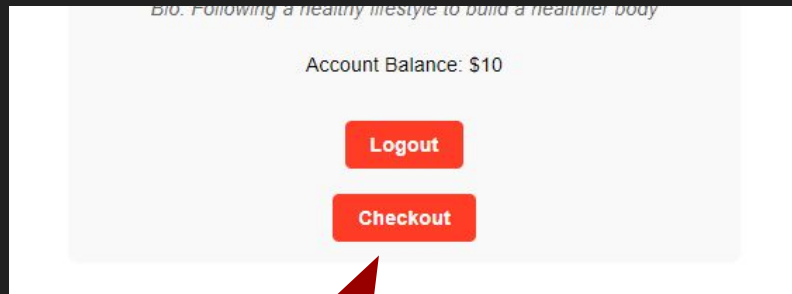 Bio: Following a healthy lifestyle to build a healthier body
Account Balance: $10
Logout
Checkout